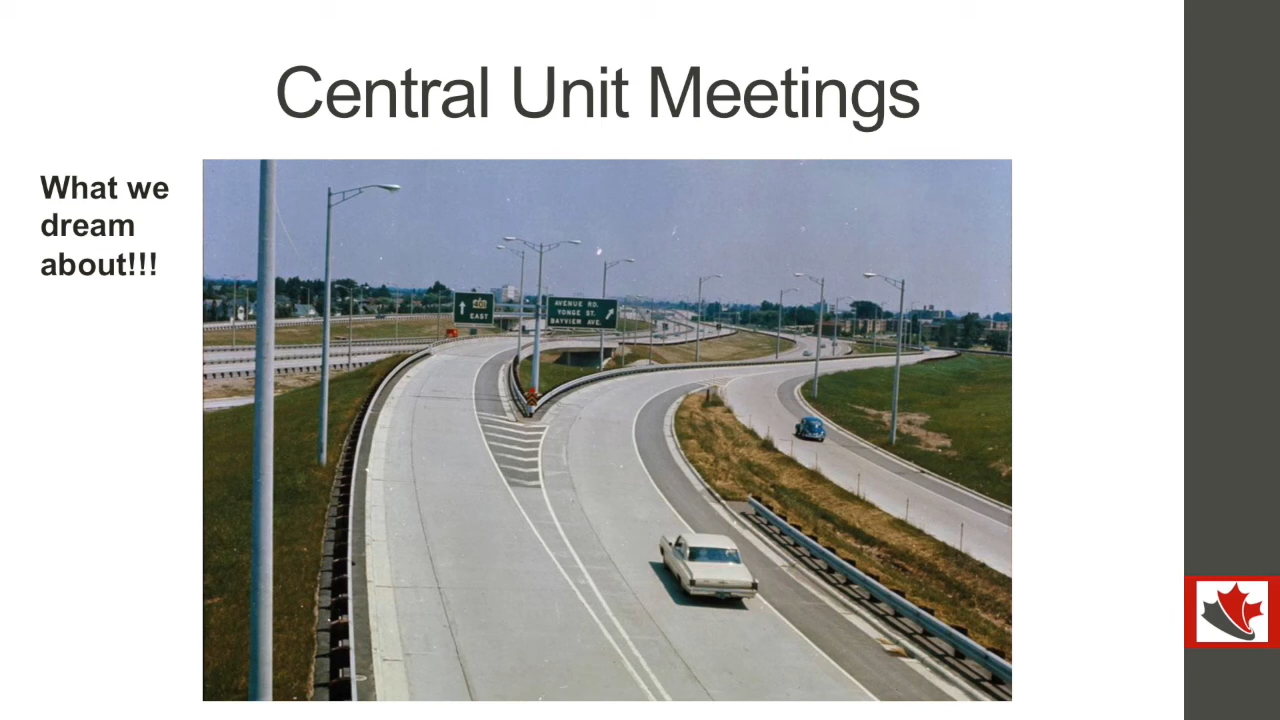 Central Unit Meetings
What we
dream
about!!!
EAST
AVENUE RD.
YONGE ST.
BAYVIEW AVE.